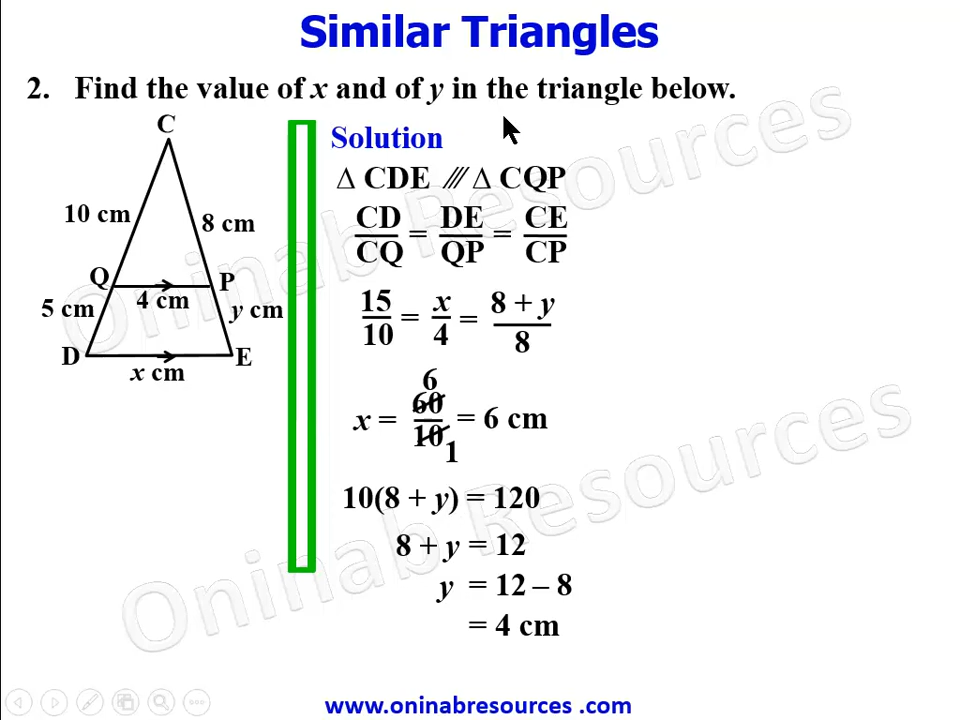 Similar Triangles
2. Find the value of x and of y in the triangle below.
C
10 cm
8 cm
Q
P
4 cm
5 cm
y cm
D
E
x cm
Solution
∆ CDE /// ∆ CQP
CD/CQ = DE/QP = CE/CP
15/10 = x/4 = 8 + y/8
6
x = 60/10 = 6 cm
1
10(8 + y) = 120
8 + y = 12
y = 12 – 8
= 4 cm
Oninab Resources
Oninab Resources
www.oninabresources .com